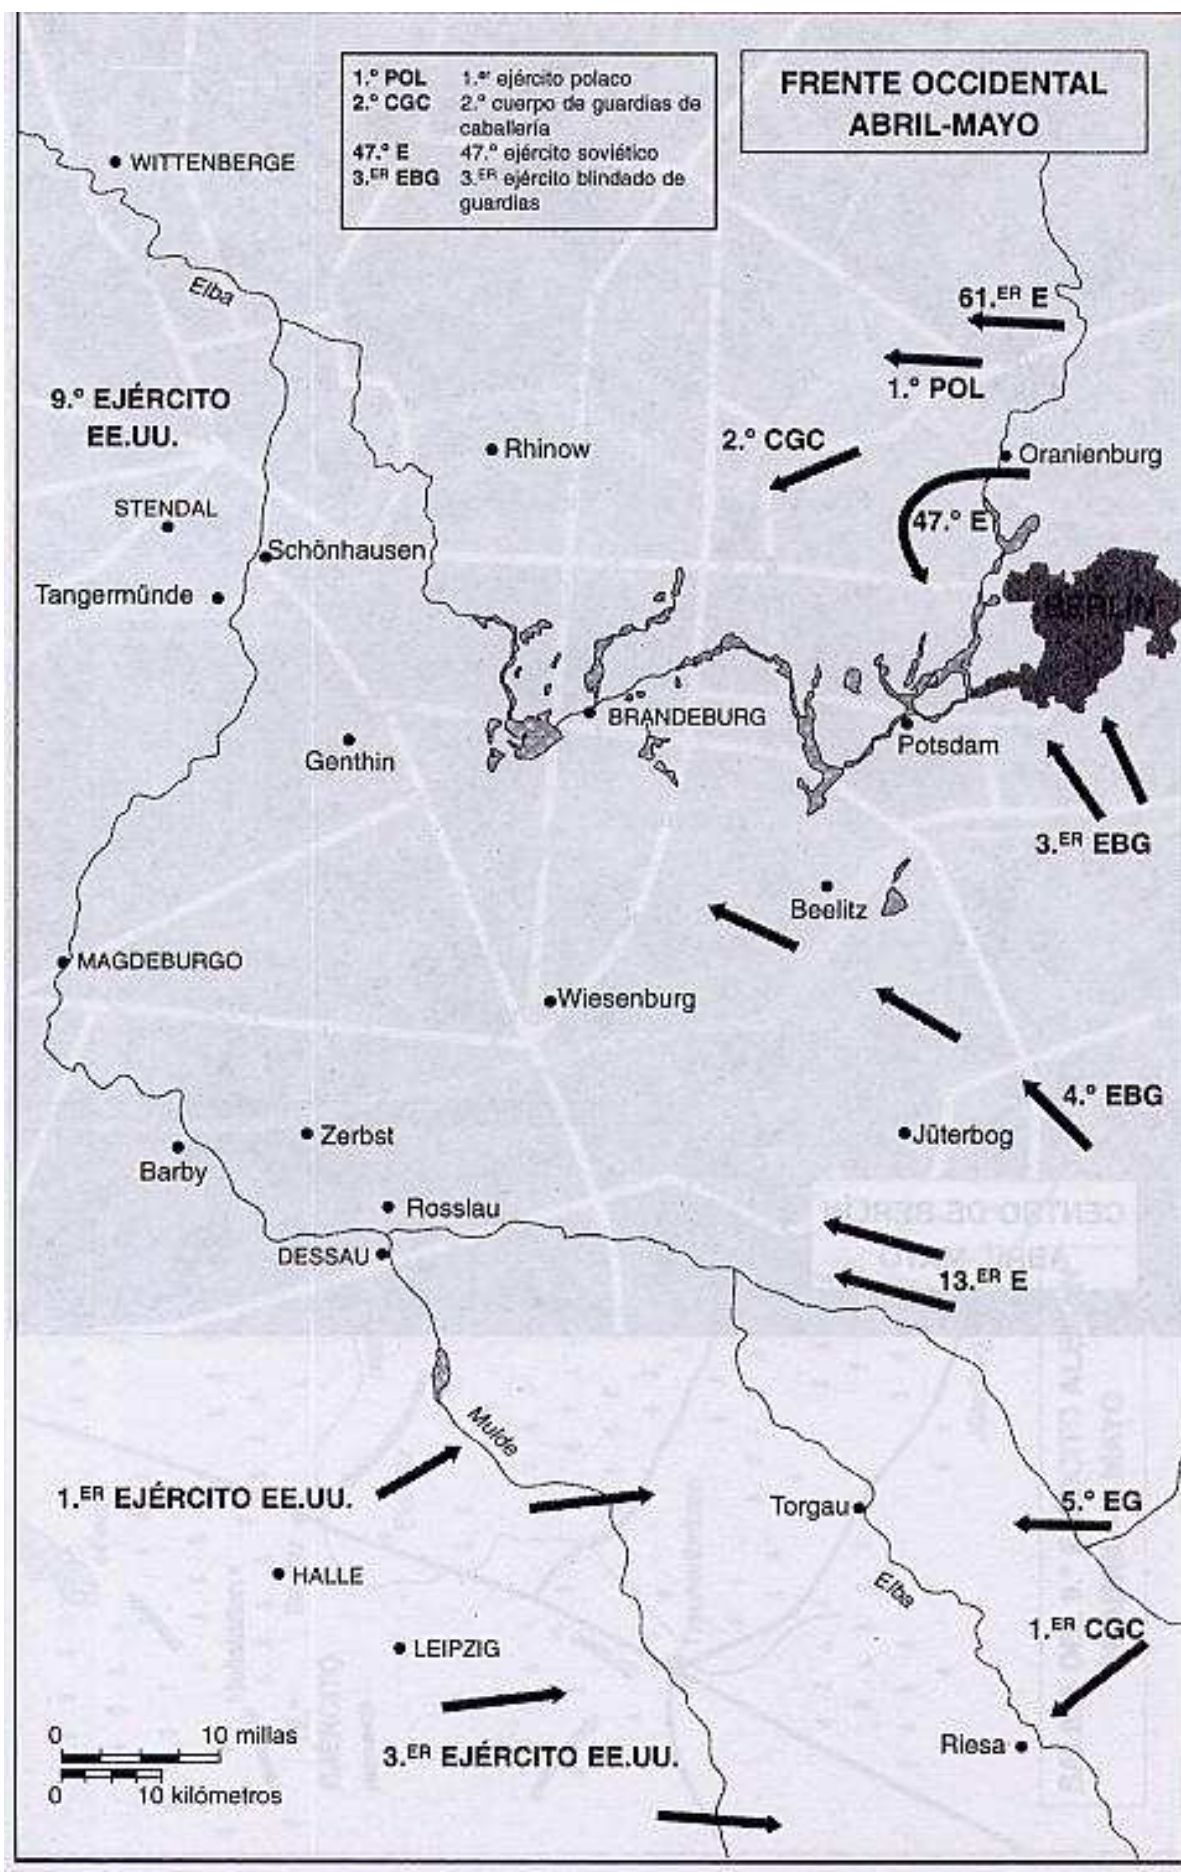 1.º POL 1.er ejército polaco
2.º CGC 2.º cuerpo de guardias de
caballería
47.º E 47.º ejército soviético
3.ER EBG 3.ER ejército blindado de
guardias
FRENTE OCCIDENTAL
ABRIL-MAYO
WITTENBERGE
Elba
61.ER E
1.º POL
9.º EJÉRCITO
EE.UU.
2.º CGC
Rhinow
Oranienburg
STENDAL
47.º E
Schönhausen
Tangermünde
BERLIN
BRANDEBURG
Potsdam
Genthin
3.ER EBG
Beelitz
MAGDEBURGO
Wiesenburg
4.º EBG
Zerbst
Jüterbog
Barby
Rosslau
DESSAU
13.ER E
Mulde
1.ER EJÉRCITO EE.UU.
Torgau
5.º EG
HALLE
Elba
1.ER CGC
LEIPZIG
0 10 millas
3.ER EJÉRCITO EE.UU.
Riesa
0 10 kilómetros